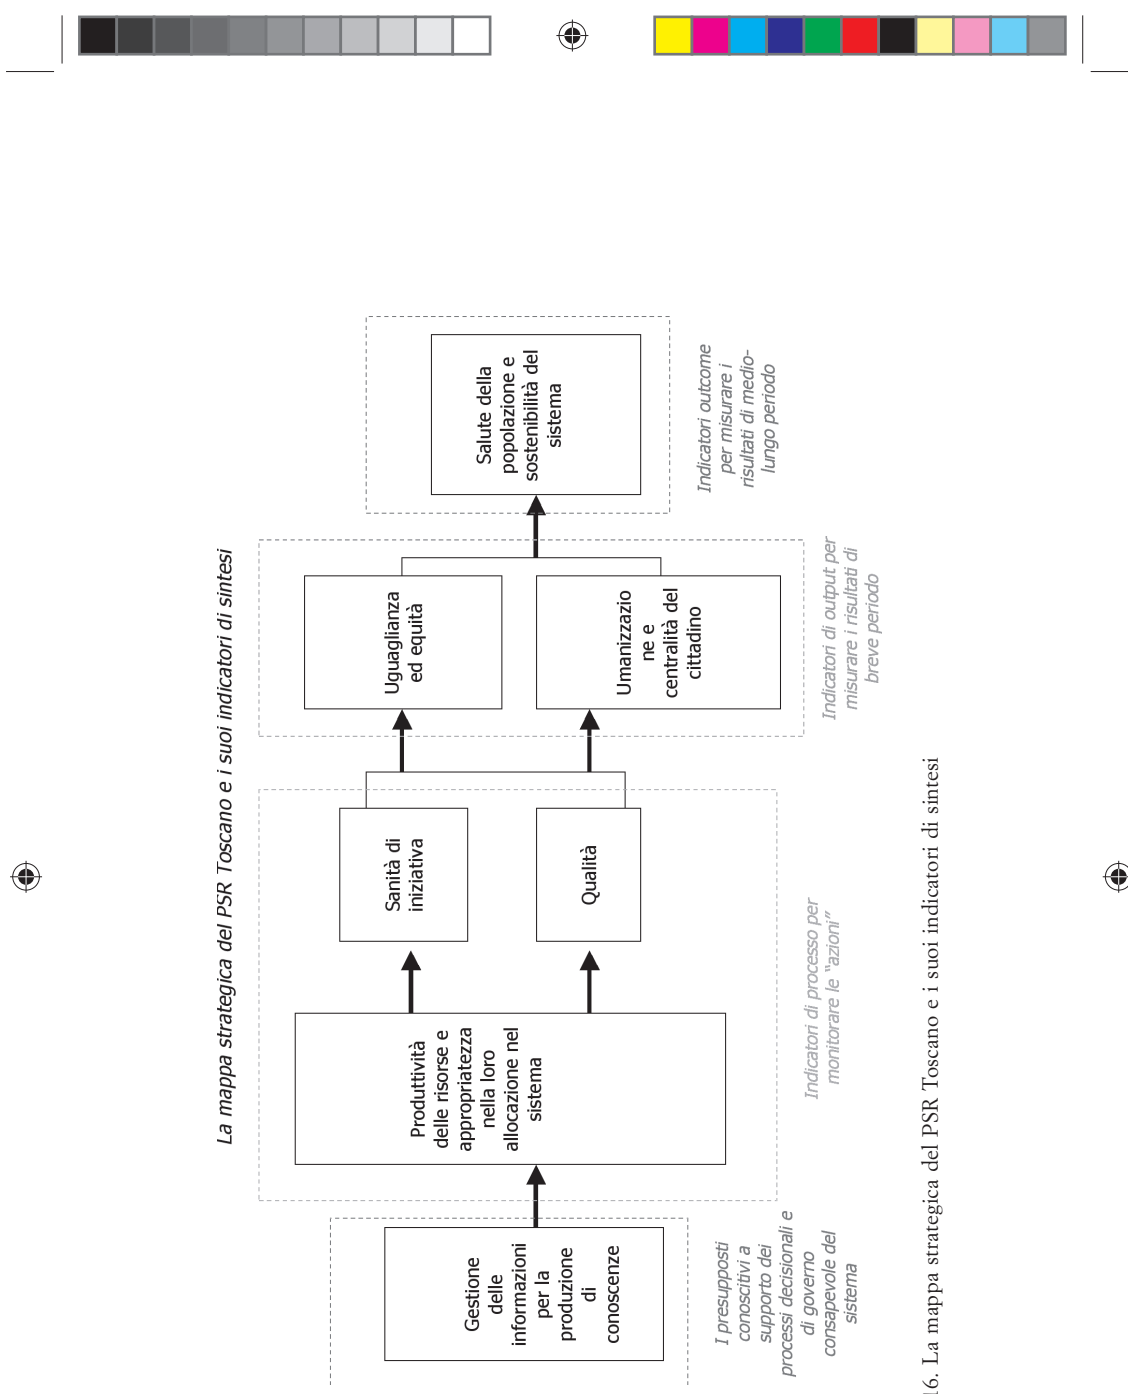 La mappa strategica del PSR Toscano e i suoi indicatori di sintesi
Gestione
delle
informazioni
per la
produzione
di
conoscenze
Produttività
delle risorse e
appropriatezza
nella loro
allocazione nel
sistema
Sanità di
iniziativa
Qualità
Uguaglianza
ed equità
Umanizzazio
ne e
centralità del
cittadino
Salute della
popolazione e
sostenibilità del
sistema
I presupposti
conoscitivi a
supporto dei
processi decisionali e
di governo
consapevole del
sistema
Indicatori di processo per
monitorare le “azioni”
Indicatori di output per
misurare i risultati di
breve periodo
Indicatori outcome
per misurare i
risultati di medio-
lungo periodo
16. La mappa strategica del PSR Toscano e i suoi indicatori di sintesi